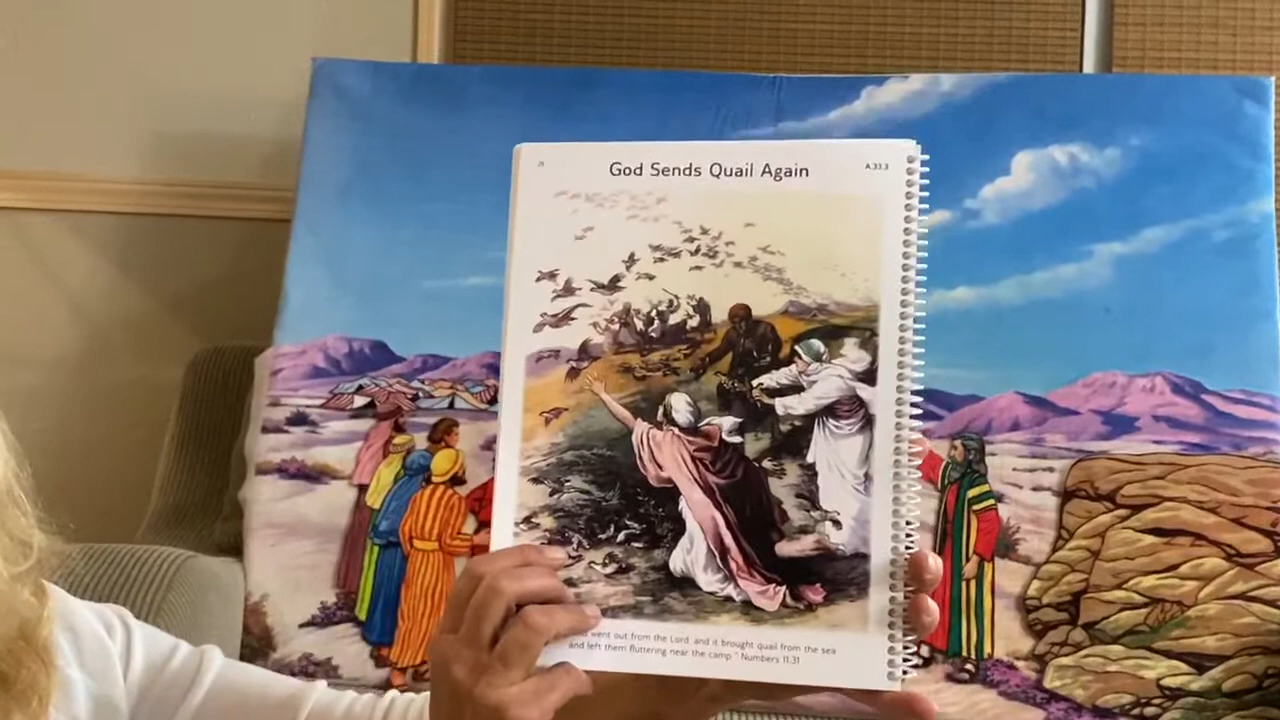 God Sends Quail Again
A.33.3
went out from the Lord, and it brought quail from the sea
and left them fluttering near the camp." Numbers 11:31